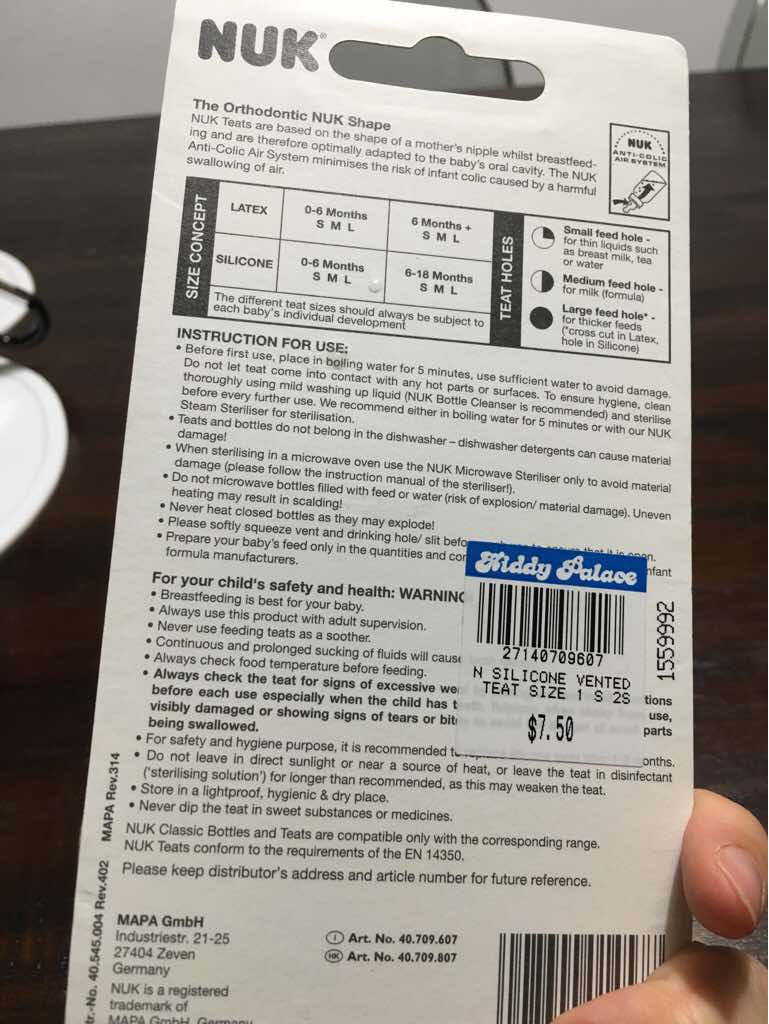 NUK®
The Orthodontic NUK Shape
NUK Teats are based on the shape of a mother's nipple whilst breastfeed-
ing and are therefore optimally adapted to the baby's oral cavity. The NUK
Anti-Colic Air System minimises the risk of infant colic caused by a harmful
swallowing of air.
NUK
ANTI-COLIC
AIR SYSTEM
SIZE CONCEPT
LATEX
0-6 Months
S M L
6 Months +
S M L
SILICONE
0-6 Months
S M L
6-18 Months
S M L
The different teat sizes should always be subject to
each baby's individual development
TEAT HOLES
Small feed hole -
for thin liquids such
as breast milk, tea
or water
Medium feed hole -
for milk (formula)
Large feed hole* -
for thicker feeds
(*cross cut in Latex,
hole in Silicone)
INSTRUCTION FOR USE:
• Before first use, place in boiling water for 5 minutes, use sufficient water to avoid damage.
Do not let teat come into contact with any hot parts or surfaces. To ensure hygiene, clean
thoroughly using mild washing up liquid (NUK Bottle Cleanser is recommended) and sterilise
before every further use. We recommend either in boiling water for 5 minutes or with our NUK
Steam Steriliser for sterilisation.
• Teats and bottles do not belong in the dishwasher – dishwasher detergents can cause material
damage!
• When sterilising in a microwave oven use the NUK Microwave Steriliser only to avoid material
damage (please follow the instruction manual of the steriliser!).
• Do not microwave bottles filled with feed or water (risk of explosion/ material damage). Uneven
heating may result in scalding!
• Never heat closed bottles as they may explode!
• Please softly squeeze vent and drinking hole/ slit befo
• Prepare your baby's feed only in the quantities and cor nfant
formula manufacturers.
For your child's safety and health: WARNING
• Breastfeeding is best for your baby.
• Always use this product with adult supervision.
• Never use feeding teats as a soother.
• Continuous and prolonged sucking of fluids will cause
• Always check food temperature before feeding.
• Always check the teat for signs of excessive we tions
before each use especially when the child has t use,
visibly damaged or showing signs of tears or bit parts
being swallowed.
• For safety and hygiene purpose, it is recommended to onths.
• Do not leave in direct sunlight or near a source of heat, or leave the teat in disinfectant
('sterilising solution') for longer than recommended, as this may weaken the teat.
• Store in a lightproof, hygienic & dry place.
• Never dip the teat in sweet substances or medicines.
NUK Classic Bottles and Teats are compatible only with the corresponding range.
NUK Teats conform to the requirements of the EN 14350.
Please keep distributor's address and article number for future reference.
Kiddy Palace
27140709607
1559992
N SILICONE VENTED
TEAT SIZE 1 S 2S
$7.50
MAPA GmbH
Industriestr. 21-25
27404 Zeven
Germany
NUK is a registered
trademark of
MAPA GmbH, Germany
I Art. No. 40.709.607
HK Art. No. 40.709.807
tr.-No. 40.545.004 Rev.402 MAPA Rev.314